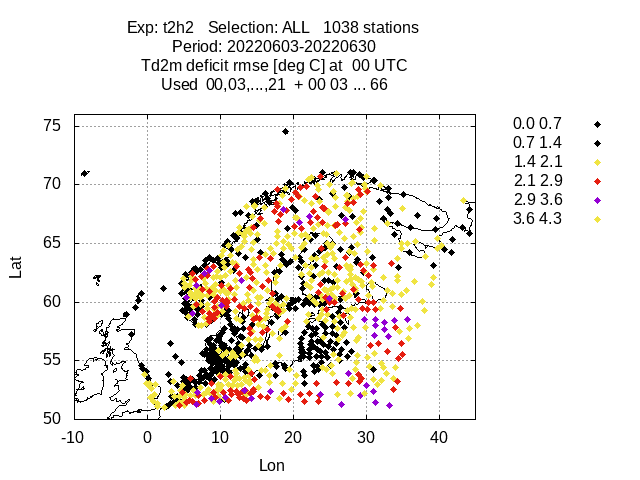 Exp: t2h2   Selection: ALL   1038 stations
Period: 20220603-20220630
Td2m deficit rmse [deg C] at  00 UTC
Used  00,03,...,21  + 00 03 ... 66
0.0 0.7
0.7 1.4
1.4 2.1
2.1 2.9
2.9 3.6
3.6 4.3
75
70
65
60
55
50
Lat
-10 0 10 20 30 40
Lon